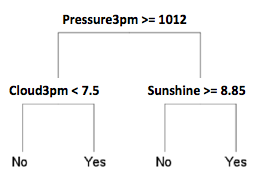 Pressure3pm >= 1012
Cloud3pm < 7.5 Sunshine >= 8.85
No Yes No Yes